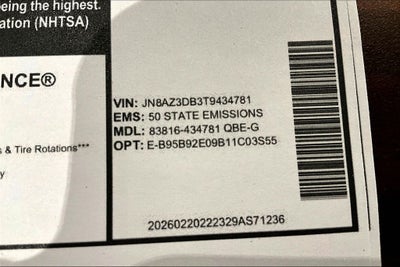 eing the highest.
ation (NHTSA)
NCE®
s & Tire Rotations***
y
VIN: JN8AZ3DB3T9434781
EMS: 50 STATE EMISSIONS
MDL: 83816-434781 QBE-G
OPT: E-B95B92E09B11C03S55
20260220222329AS71236